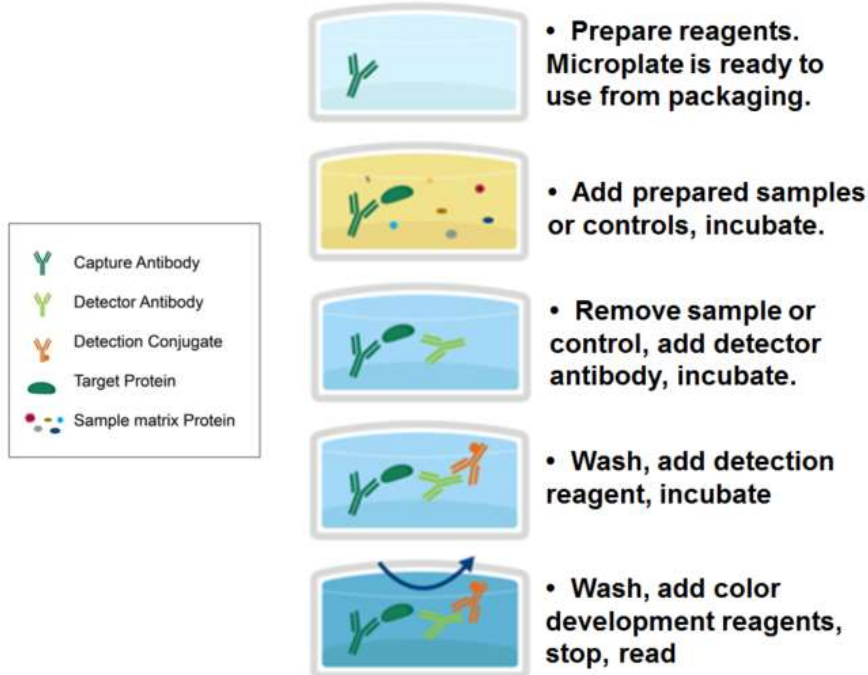 • Prepare reagents.
Microplate is ready to
use from packaging.
• Add prepared samples
or controls, incubate.
Capture Antibody
Detector Antibody
Detection Conjugate
Target Protein
Sample matrix Protein
• Remove sample or
control, add detector
antibody, incubate.
• Wash, add detection
reagent, incubate
• Wash, add color
development reagents,
stop, read